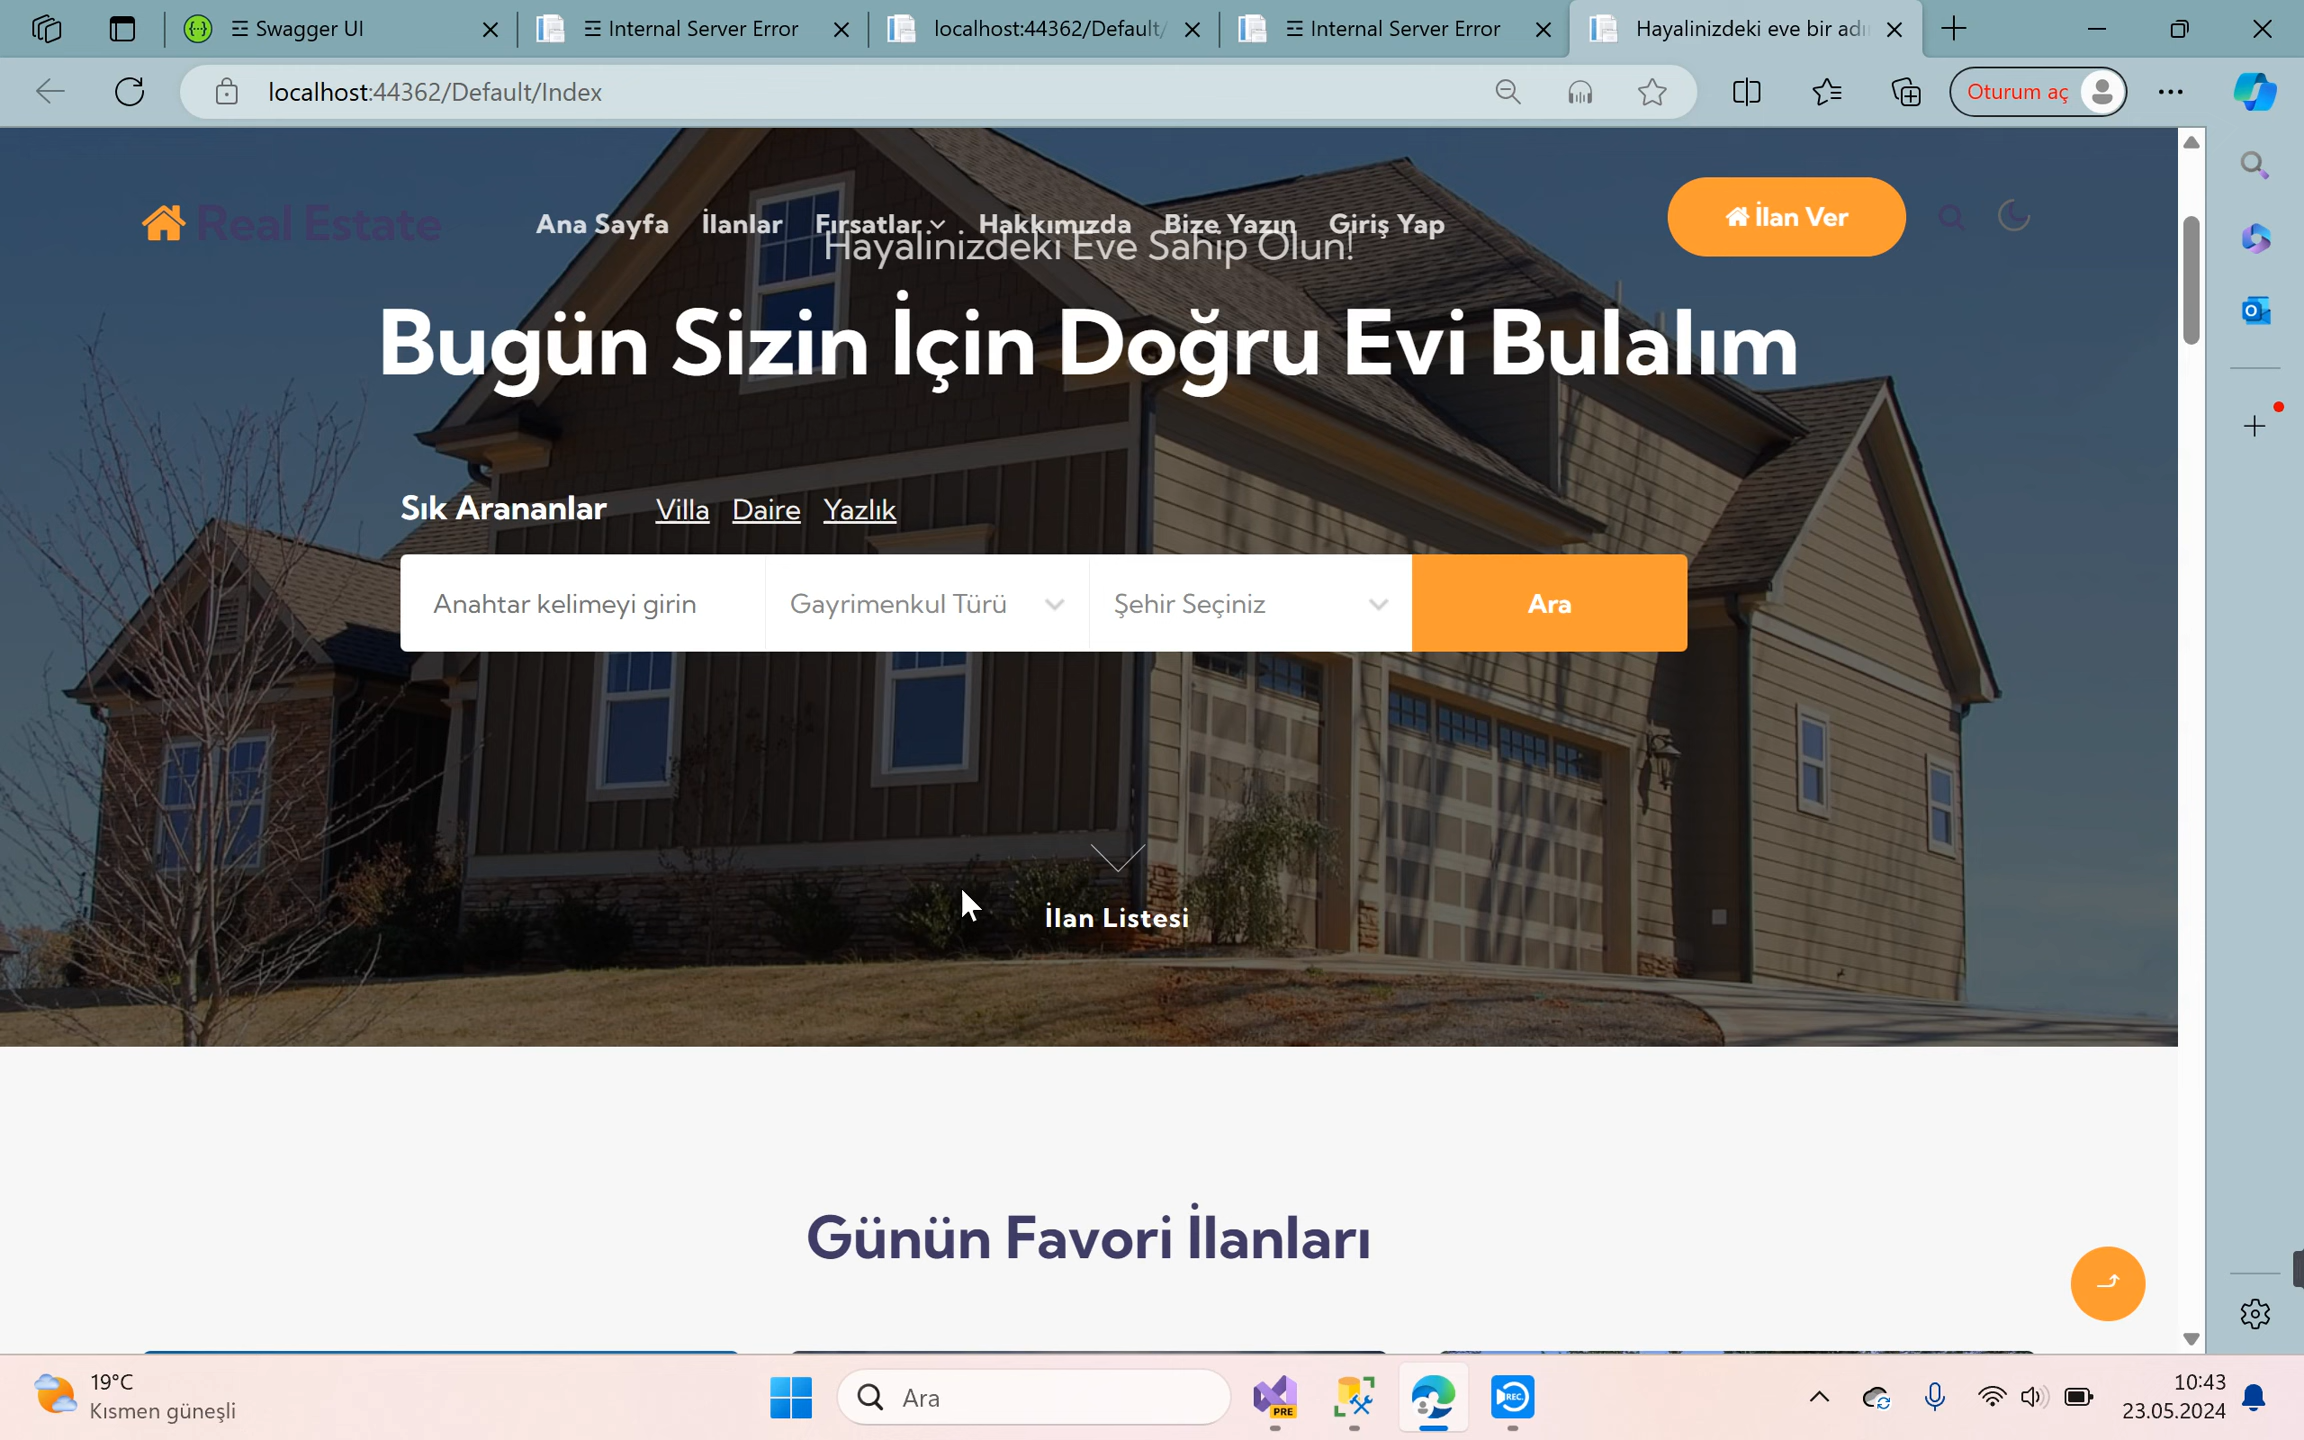 Swagger UI
Internal Server Error
localhost:44362/Default/
Internal Server Error
Hayalinizdeki eve bir adı
localhost:44362/Default/Index
Oturum aç
Real Estate
Ana Sayfa
İlanlar
Fırsatlar
Hakkımızda
Bize Yazın
Giriş Yap
İlan Ver
Hayalinizdeki Eve Sahip Olun!
Bugün Sizin İçin Doğru Evi Bulalım
Sık Arananlar
Villa
Daire
Yazlık
Anahtar kelimeyi girin
Gayrimenkul Türü
Şehir Seçiniz
Ara
İlan Listesi
Günün Favori İlanları
19°C
Kısmen güneşli
Ara
PRE
REC
10:43
23.05.2024